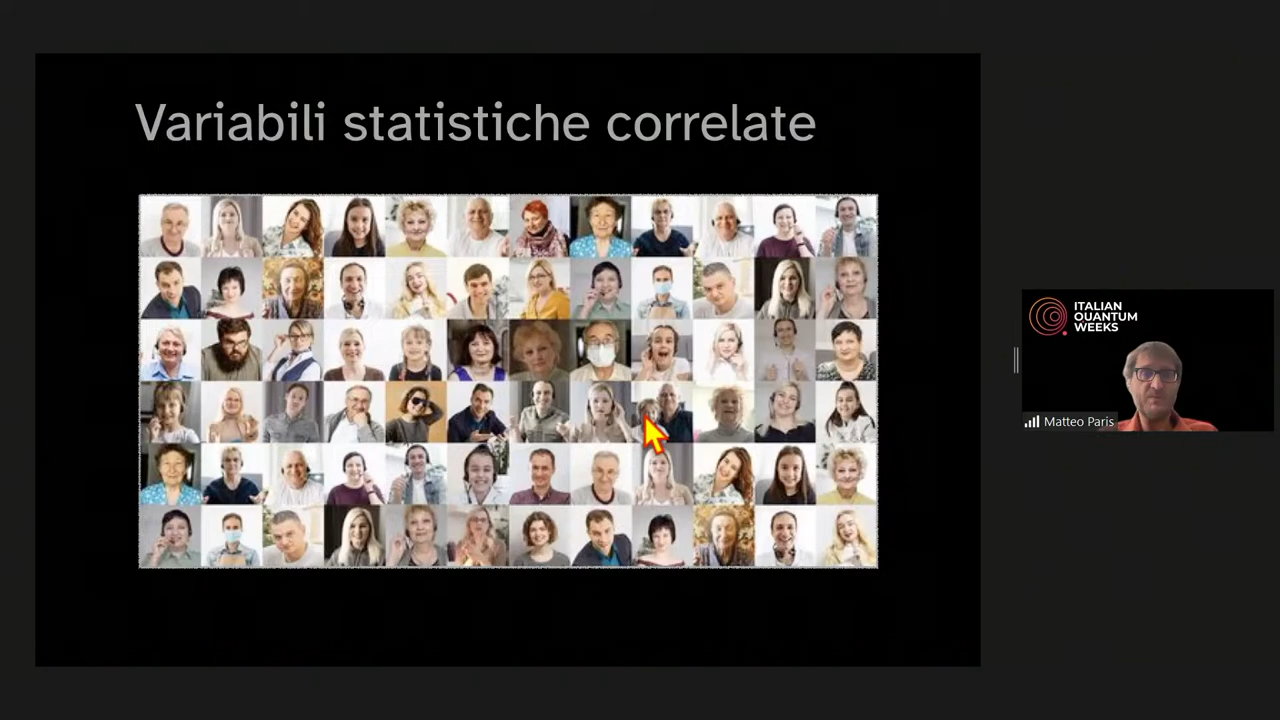 Variabili statistiche correlate
ITALIAN
QUANTUM
WEEKS
Matteo Paris